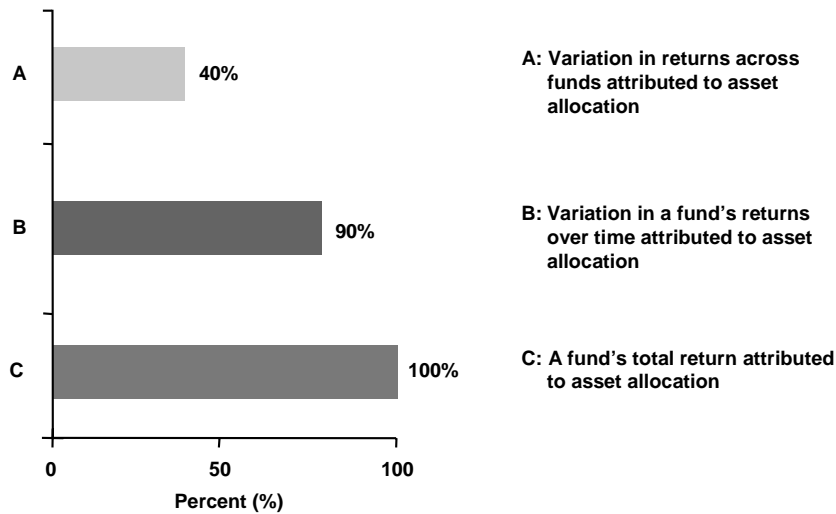 A
40%
A: Variation in returns across
funds attributed to asset
allocation
B
90%
B: Variation in a fund's returns
over time attributed to asset
allocation
C
100%
C: A fund's total return attributed
to asset allocation
0
50
100
Percent (%)